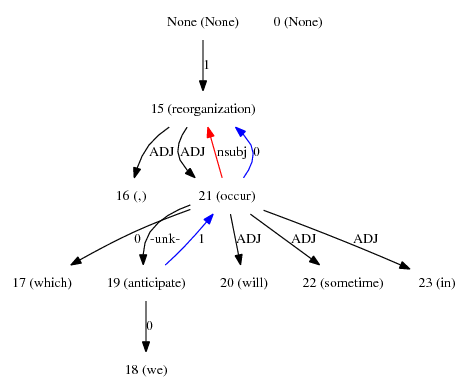 None (None) 0 (None)
1
15 (reorganization)
ADJ ADJ nsubj 0
16 (,) 21 (occur)
0 -unk- 1 ADJ ADJ ADJ
17 (which) 19 (anticipate) 20 (will) 22 (sometime) 23 (in)
0
18 (we)